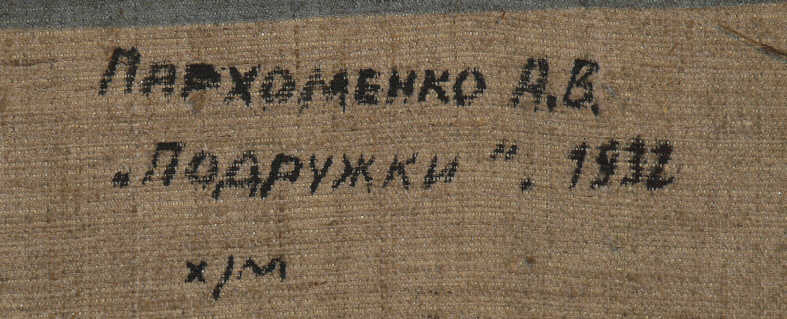 Пархоменко А.В.
„Подружки". 1932
х/м